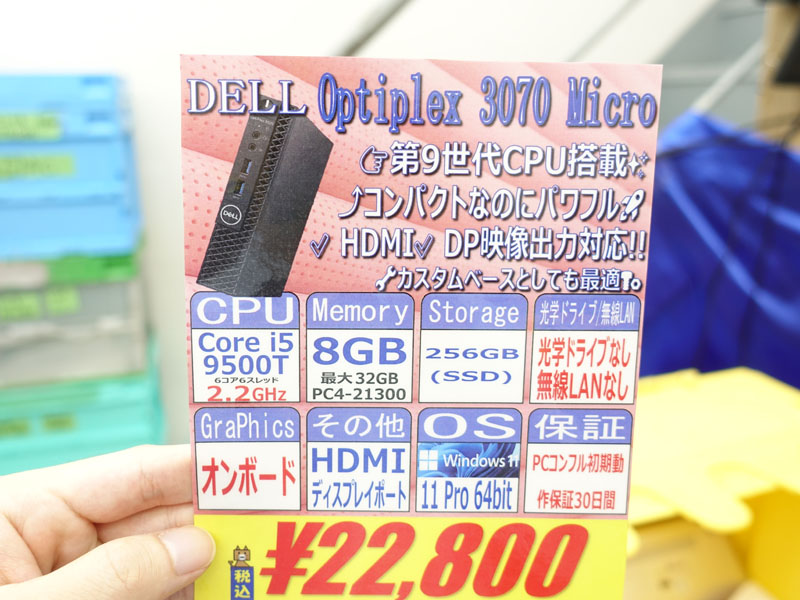 DELL Optiplex 3070 Micro
☞第9世代CPU搭載✨
⤴コンパクトなのにパワフル🚀
✓ HDMI✓ DP映像出力対応!!
🔧カスタムベースとしても最適🛠
DELL
CPU
Core i5
9500T
6コア6スレッド
2.2GHz
Memory
8GB
最大32GB
PC4-21300
Storage
256GB
(SSD)
光学ドライブ/無線LAN
光学ドライブなし
無線LANなし
GraPhics
オンボード
その他
HDMI
ディスプレイポート
OS
Windows 11
11 Pro 64bit
保証
PCコンフル初期動
作保証30日間
税込
¥22,800